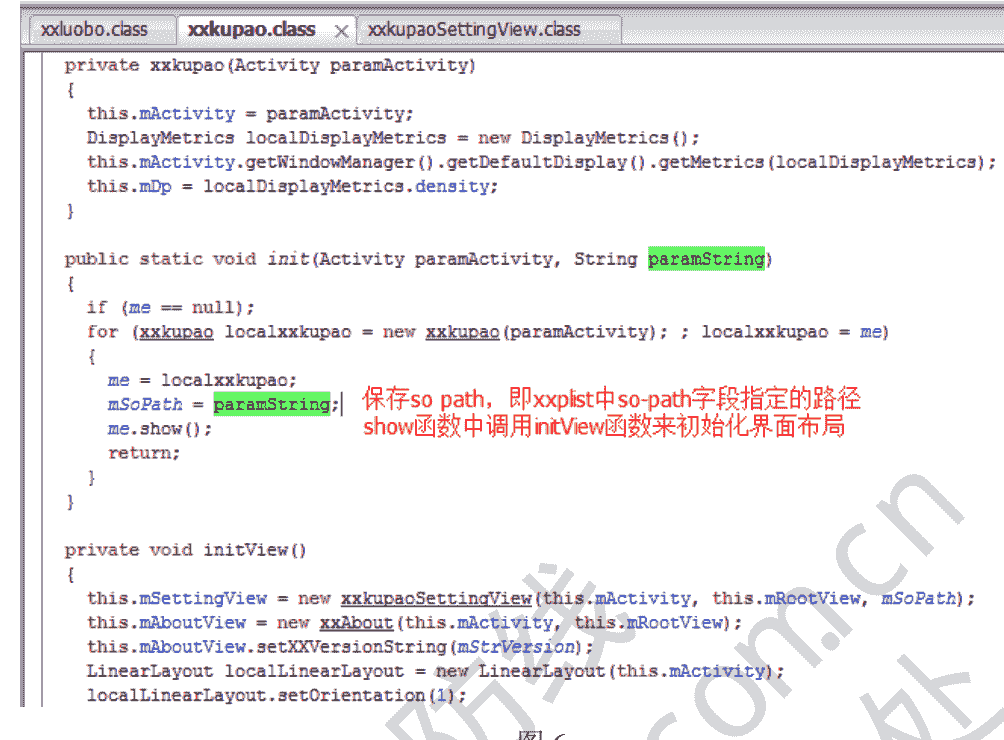 xxluobo.class
xxkupao.class
xxkupaoSettingView.class
private xxkupao(Activity paramActivity)
{
this.mActivity = paramActivity;
DisplayMetrics localDisplayMetrics = new DisplayMetrics();
this.mActivity.getWindowManager().getDefaultDisplay().getMetrics(localDisplayMetrics);
this.mDp = localDisplayMetrics.density;
}
public static void init(Activity paramActivity, String paramString)
{
if (me == null);
for (xxkupao localxxkupao = new xxkupao(paramActivity); ; localxxkupao = me)
{
me = localxxkupao;
mSoPath = paramString;
保存so path，即xxplist中so-path字段指定的路径
me.show();
show函数中调用initView函数来初始化界面布局
return;
}
}
private void initView()
{
this.mSettingView = new xxkupaoSettingView(this.mActivity, this.mRootView, mSoPath);
this.mAboutView = new xxAbout(this.mActivity, this.mRootView);
this.mAboutView.setXXVersionString(mStrVersion);
LinearLayout localLinearLayout = new LinearLayout(this.mActivity);
localLinearLayout.setOrientation(1);
防线
com.cn
处